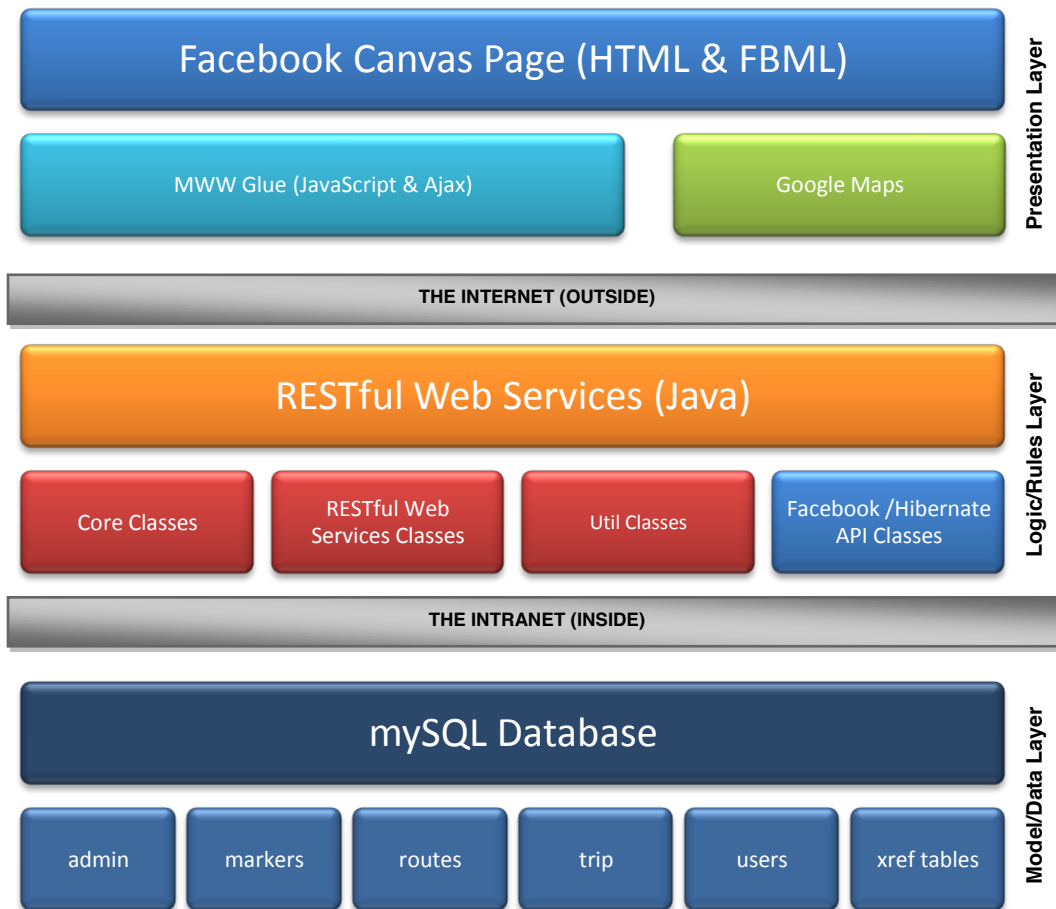 Facebook Canvas Page (HTML & FBML)
MWW Glue (JavaScript & Ajax)
Google Maps
Presentation Layer
THE INTERNET (OUTSIDE)
RESTful Web Services (Java)
Core Classes
RESTful Web
Services Classes
Util Classes
Facebook /Hibernate
API Classes
Logic/Rules Layer
THE INTRANET (INSIDE)
mySQL Database
admin
markers
routes
trip
users
xref tables
Model/Data Layer